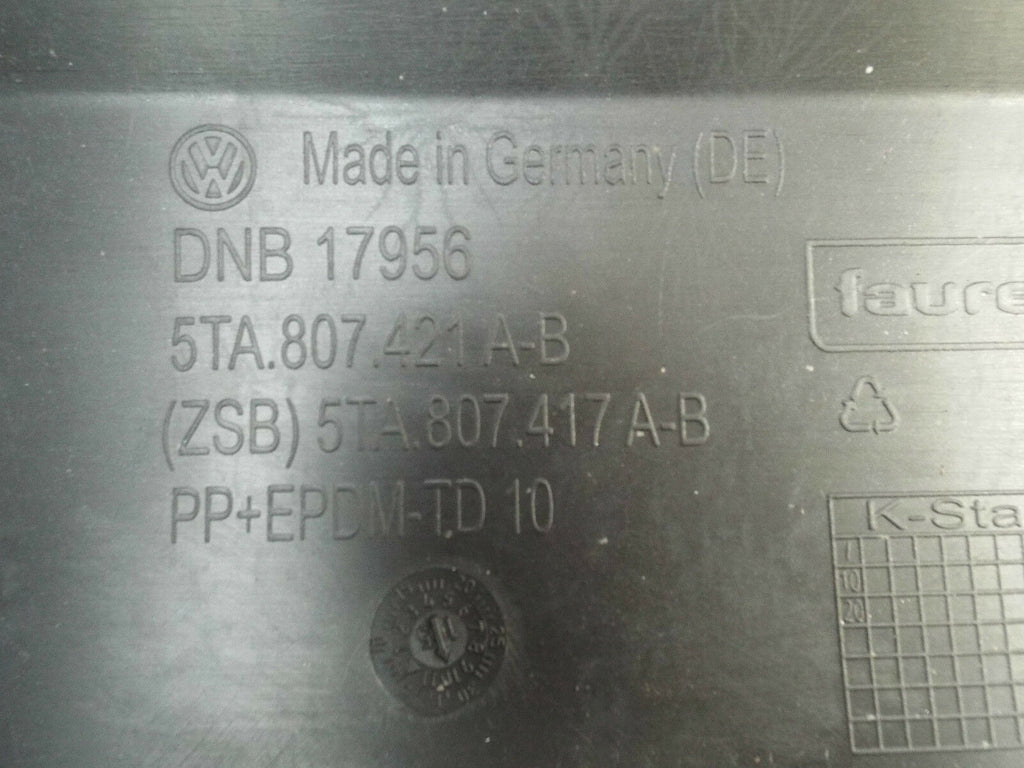 Made in Germany (DE)
DNB 17956
5TA.807.421 A-B
faure
(ZSB) 5TA.807.417 A-B
PP+EPDM-TD 10
K-Sta
1
10
20